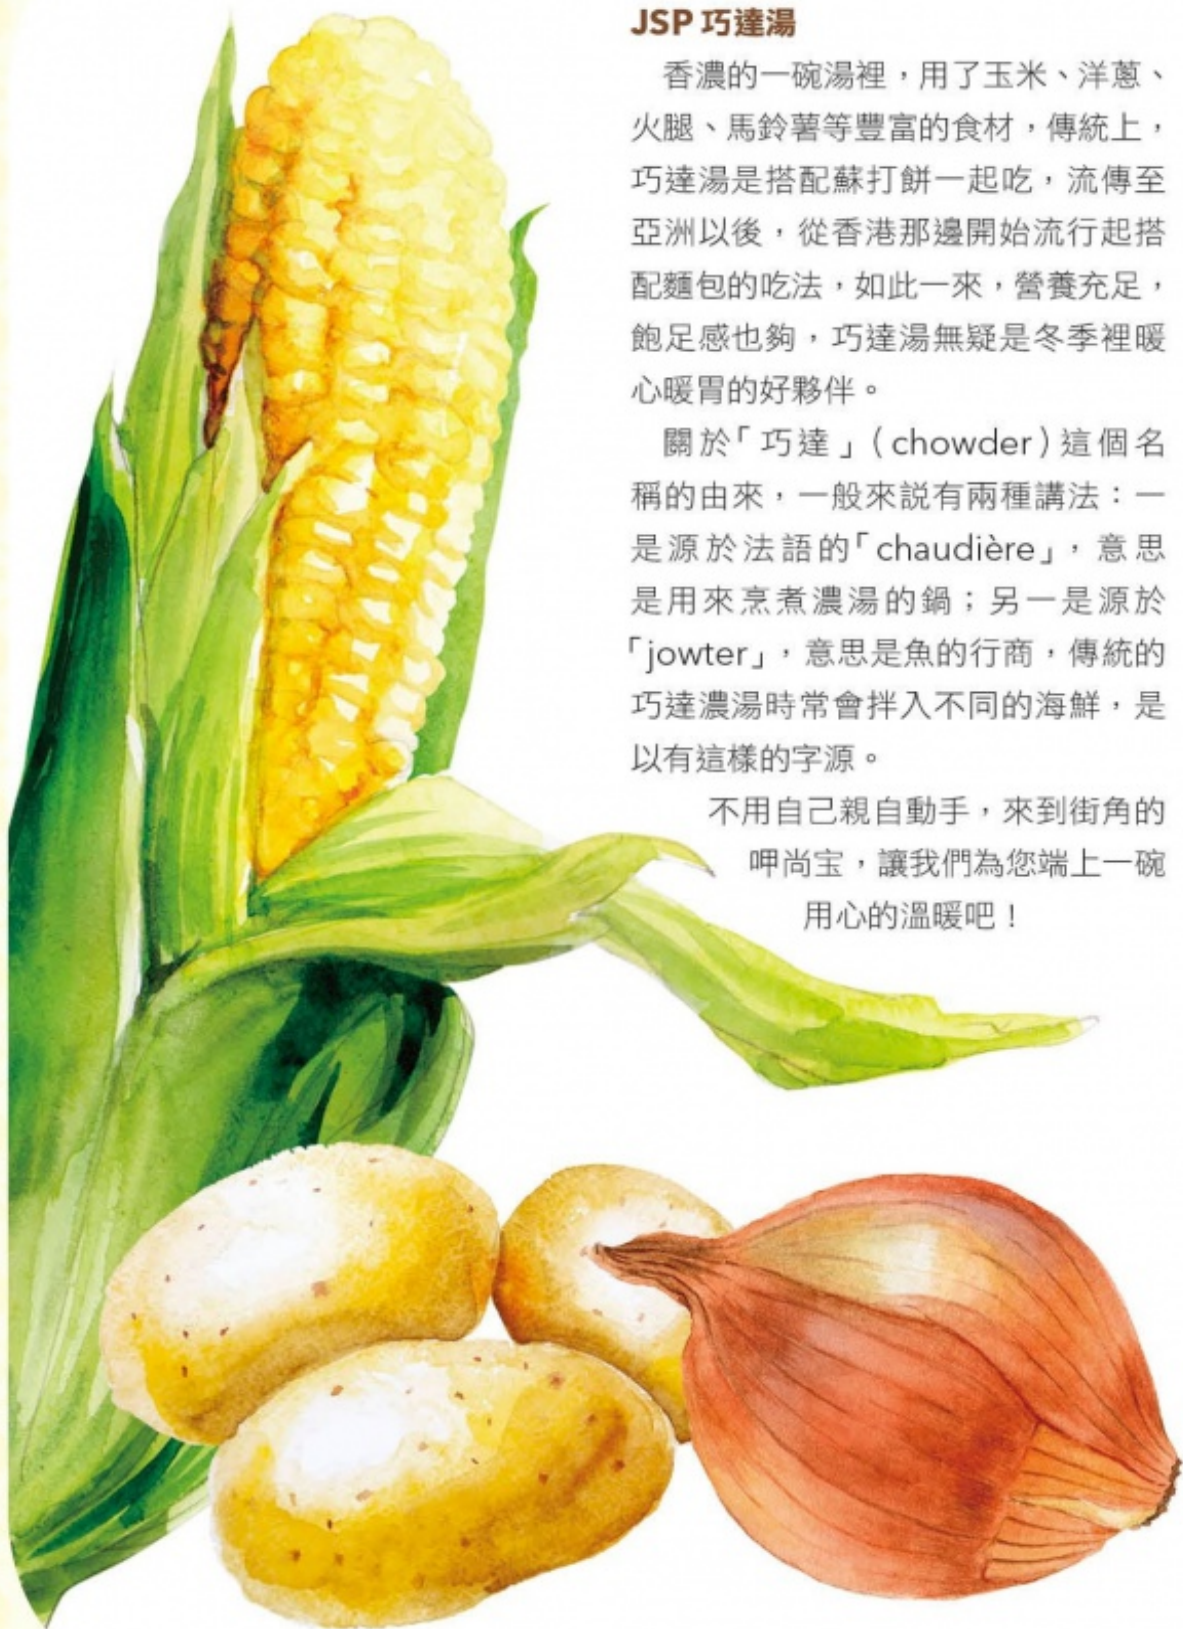 JSP 巧達湯
香濃的一碗湯裡，用了玉米、洋蔥、
火腿、馬鈴薯等豐富的食材，傳統上，
巧達湯是搭配蘇打餅一起吃，流傳至
亞洲以後，從香港那邊開始流行起搭
配麵包的吃法，如此一來，營養充足，
飽足感也夠，巧達湯無疑是冬季裡暖
心暖胃的好夥伴。
關於「巧達」(chowder)這個名
稱的由來，一般來說有兩種講法：一
是源於法語的「chaudière」，意思
是用來烹煮濃湯的鍋；另一是源於
「jowter」，意思是魚的行商，傳統的
巧達濃湯時常會拌入不同的海鮮，是
以有這樣的字源。
不用自己親自動手，來到街角的
呷尚宝，讓我們為您端上一碗
用心的溫暖吧！